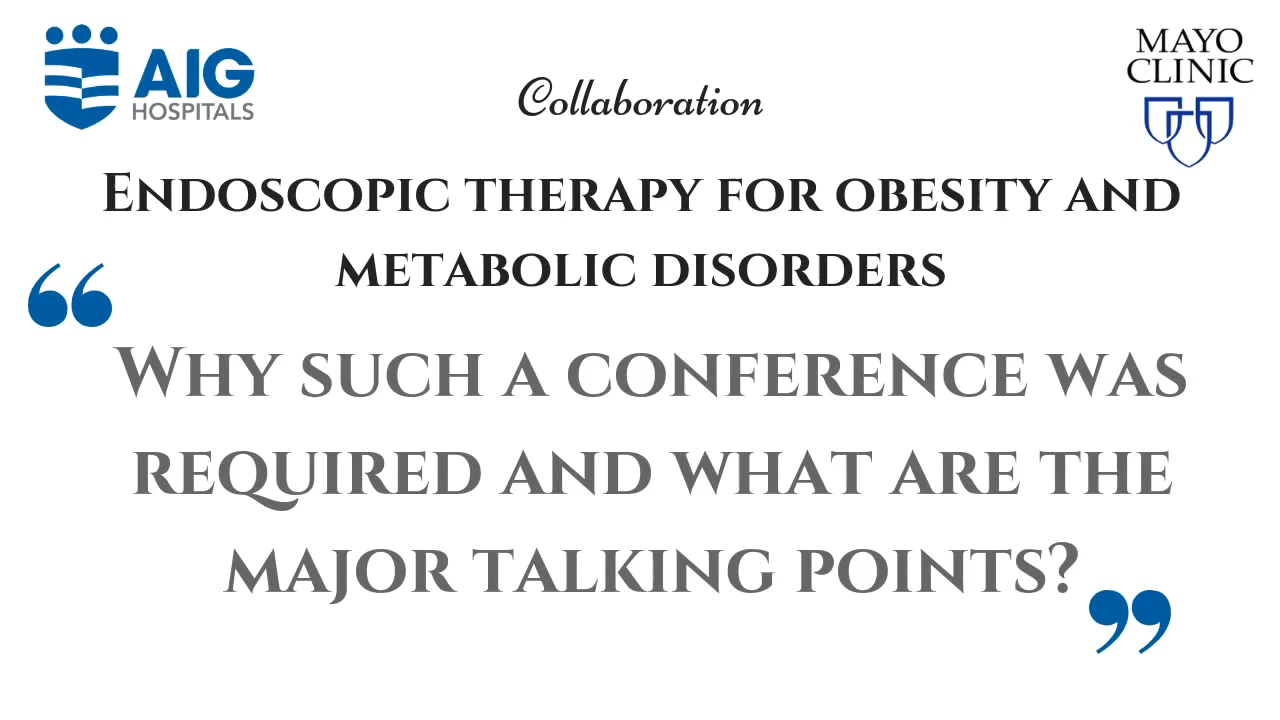 AIG
HOSPITALS
Collaboration
MAYO
CLINIC
Endoscopic therapy for obesity and
metabolic disorders
“
Why such a conference was
required and what are the
major talking points?
”